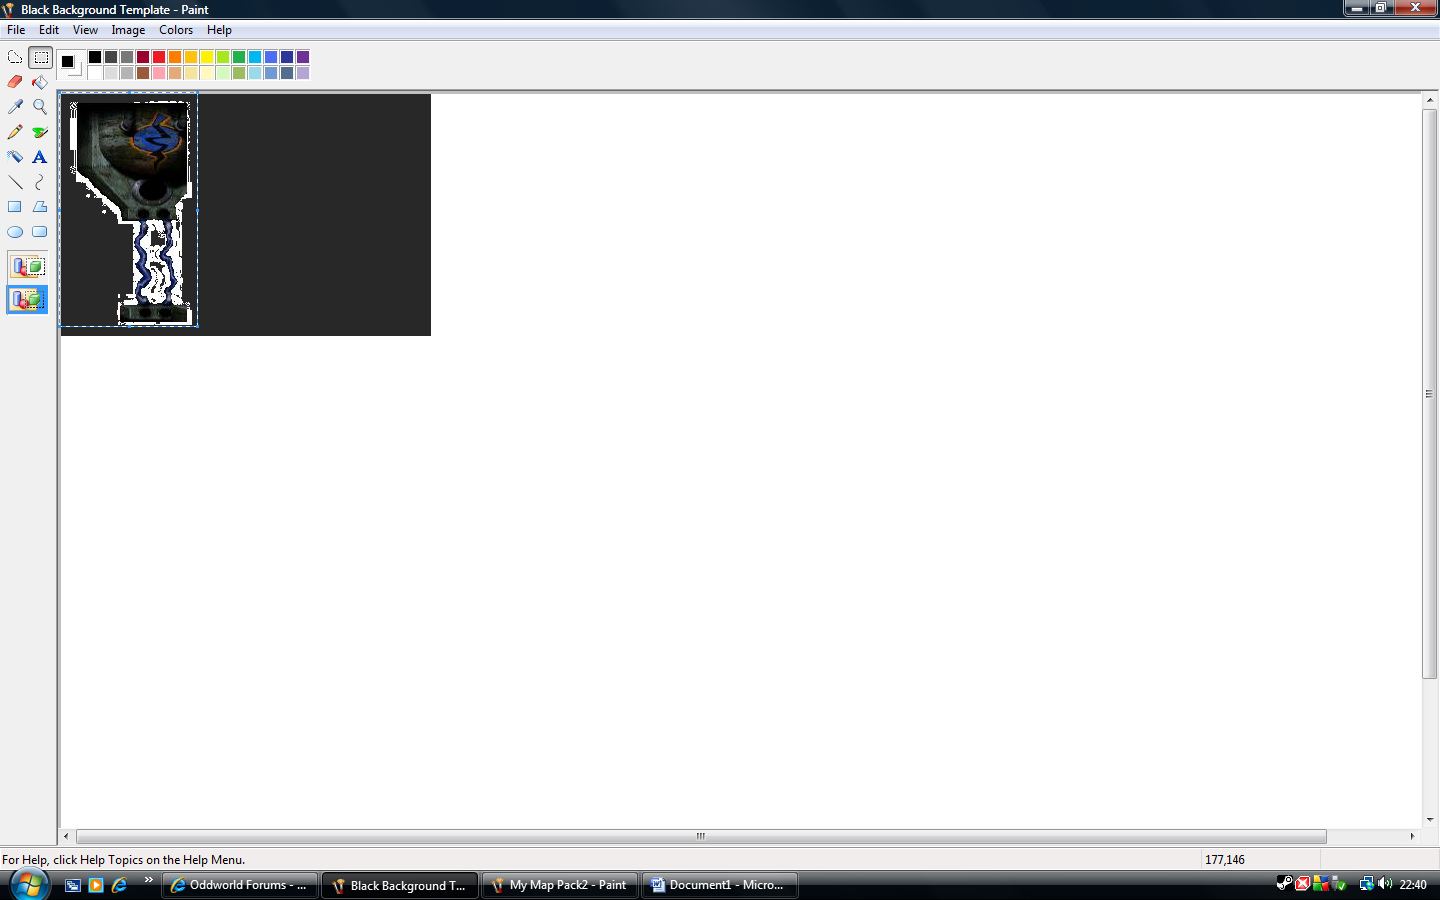 Black Background Template - Paint
File Edit View Image Colors Help
A
For Help, click Help Topics on the Help Menu.
177,146
Oddworld Forums - ...
Black Background T...
My Map Pack2 - Paint
Document1 - Micro...
22:40